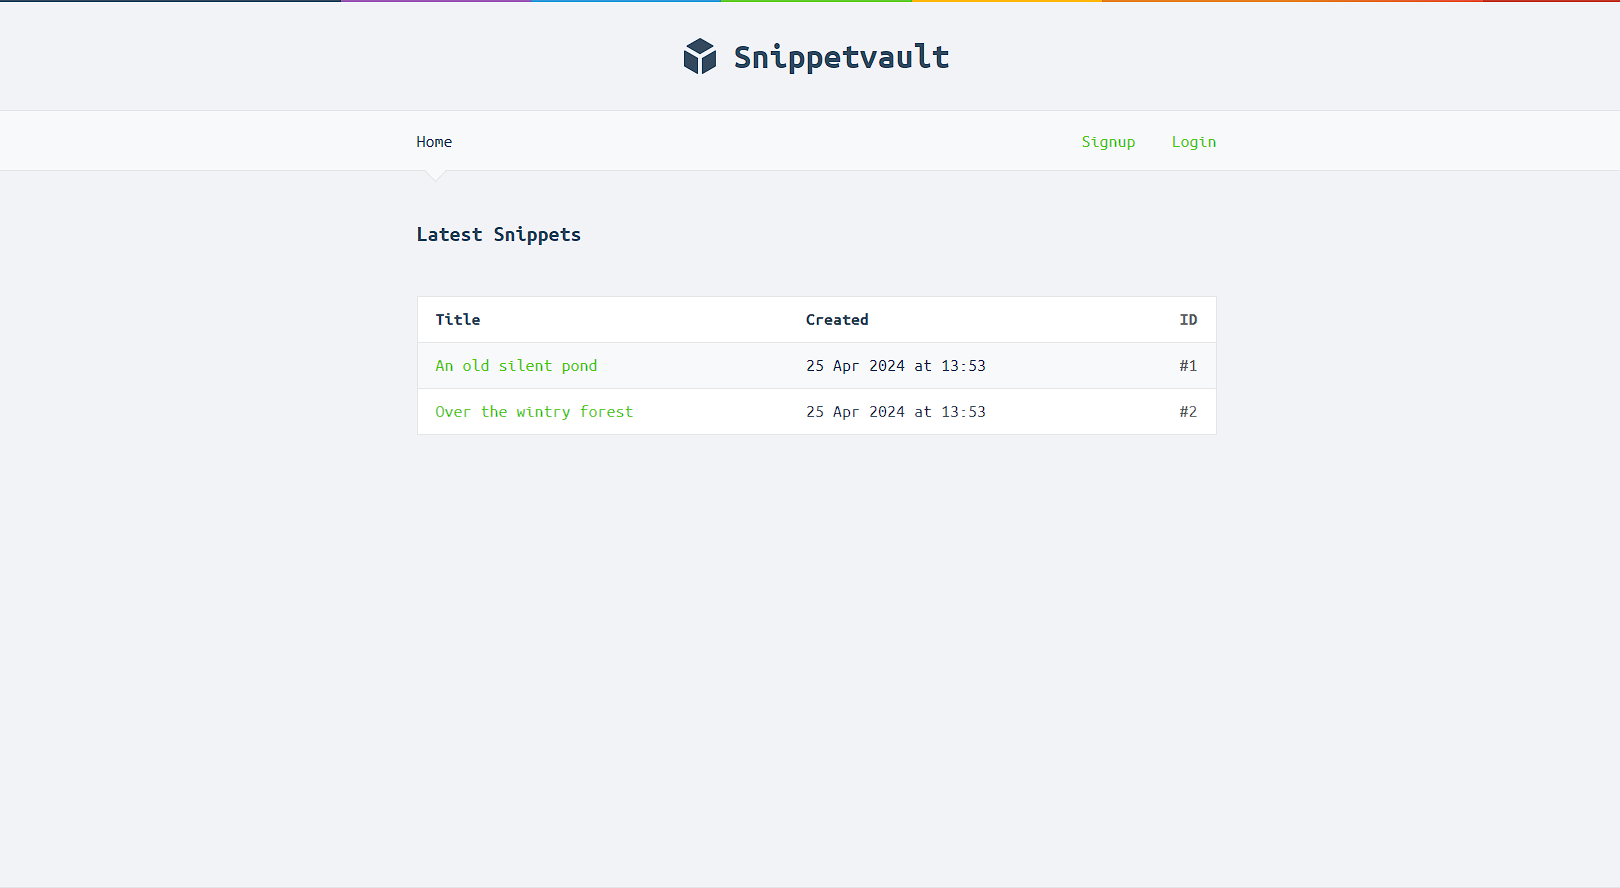 Snippetvault
Home Signup Login
Latest Snippets
Title Created ID
An old silent pond 25 Apr 2024 at 13:53 #1
Over the wintry forest 25 Apr 2024 at 13:53 #2